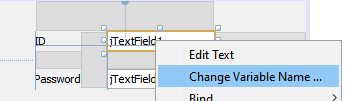 ID
jTextField1
Edit Text
Change Variable Name ...
Password
jTextField
Bind